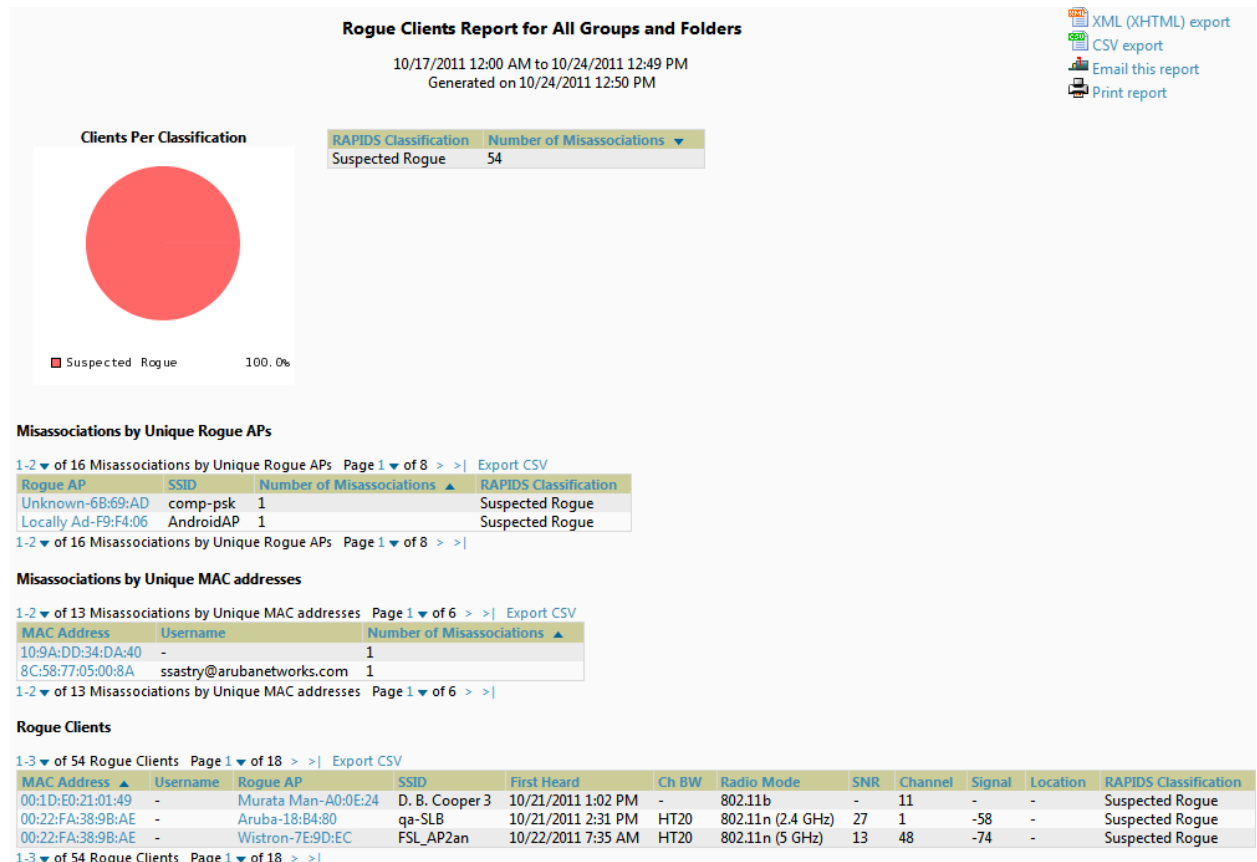 Rogue Clients Report for All Groups and Folders
10/17/2011 12:00 AM to 10/24/2011 12:49 PM
Generated on 10/24/2011 12:50 PM
XML (XHTML) export
CSV export
Email this report
Print report
Clients Per Classification
Suspected Rogue 100.0%
RAPIDS Classification Number of Misassociations ▼
Suspected Rogue 54
Misassociations by Unique Rogue APs
1-2 ▼ of 16 Misassociations by Unique Rogue APs Page 1 ▼ of 8 > >| Export CSV
Rogue AP SSID Number of Misassociations ▲ RAPIDS Classification
Unknown-6B:69:AD comp-psk 1 Suspected Rogue
Locally Ad-F9:F4:06 AndroidAP 1 Suspected Rogue
1-2 ▼ of 16 Misassociations by Unique Rogue APs Page 1 ▼ of 8 > >|
Misassociations by Unique MAC addresses
1-2 ▼ of 13 Misassociations by Unique MAC addresses Page 1 ▼ of 6 > >| Export CSV
MAC Address Username Number of Misassociations ▲
10:9A:DD:34:DA:40 - 1
8C:58:77:05:00:8A ssastry@arubanetworks.com 1
1-2 ▼ of 13 Misassociations by Unique MAC addresses Page 1 ▼ of 6 > >|
Rogue Clients
1-3 ▼ of 54 Rogue Clients Page 1 ▼ of 18 > >| Export CSV
MAC Address ▲ Username Rogue AP SSID First Heard Ch BW Radio Mode SNR Channel Signal Location RAPIDS Classification
00:1D:E0:21:01:49 - Murata Man-A0:0E:24 D. B. Cooper 3 10/21/2011 1:02 PM - 802.11b - 11 - - Suspected Rogue
00:22:FA:38:9B:AE - Aruba-18:B4:80 qa-SLB 10/21/2011 2:31 PM HT20 802.11n (2.4 GHz) 27 1 -58 - Suspected Rogue
00:22:FA:38:9B:AE - Wistron-7E:9D:EC FSL_AP2an 10/22/2011 7:35 AM HT20 802.11n (5 GHz) 13 48 -74 - Suspected Rogue
1-3 ▼ of 54 Rogue Clients Page 1 ▼ of 18 > >|